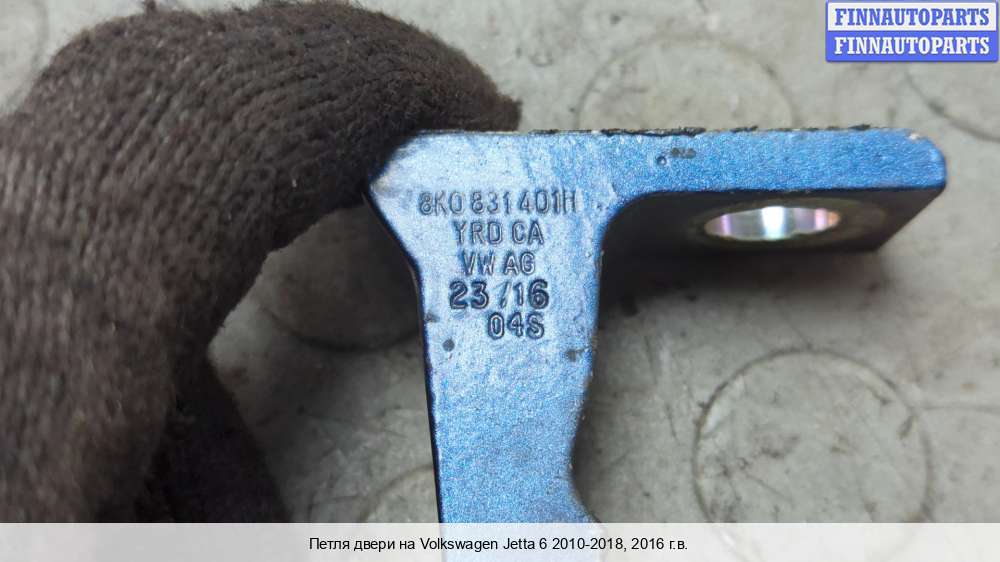 FINNAUTOPARTS
FINNAUTOPARTS
8K0 831 401H
YRD CA
VW AG
23/16
04S
Петля двери на Volkswagen Jetta 6 2010-2018, 2016 г.в.